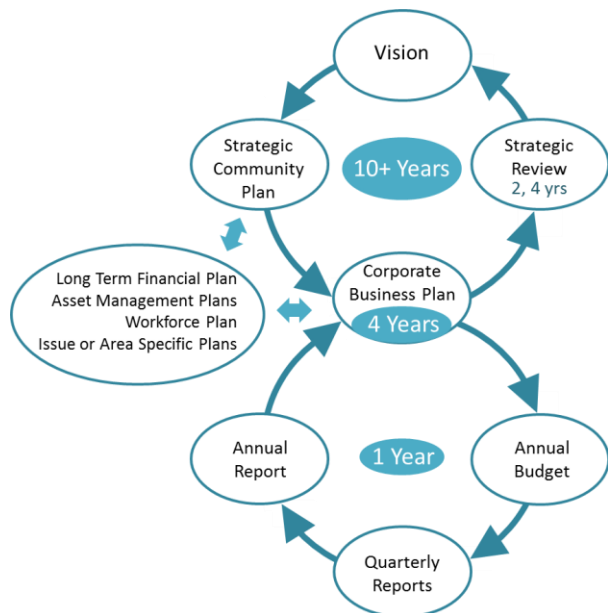 Vision
Strategic
Community
Plan
10+ Years
Strategic
Review
2, 4 yrs
Long Term Financial Plan
Asset Management Plans
Workforce Plan
Issue or Area Specific Plans
Corporate
Business Plan
4 Years
Annual
Report
1 Year
Annual
Budget
Quarterly
Reports